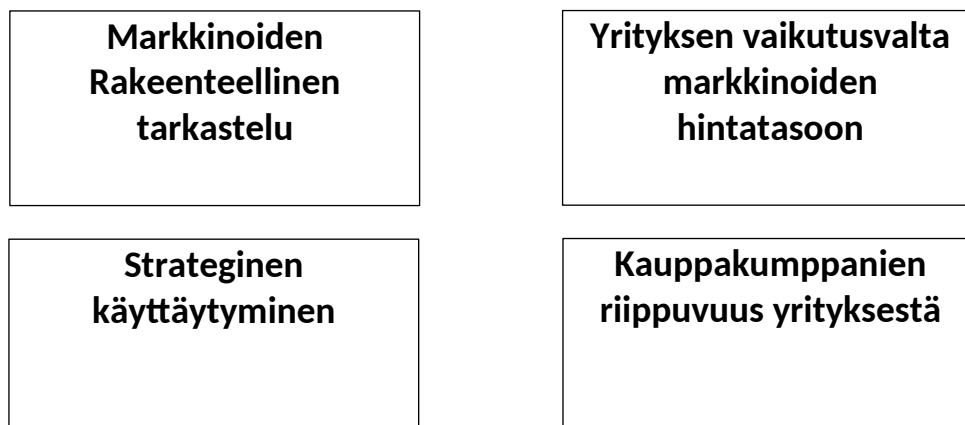 Markkinoiden
Rakeenteellinen
tarkastelu
Yrityksen vaikutusvalta
markkinoiden
hintatasoon
Strateginen
käyttäytyminen
Kauppakumppanien
riippuvuus yrityksestä